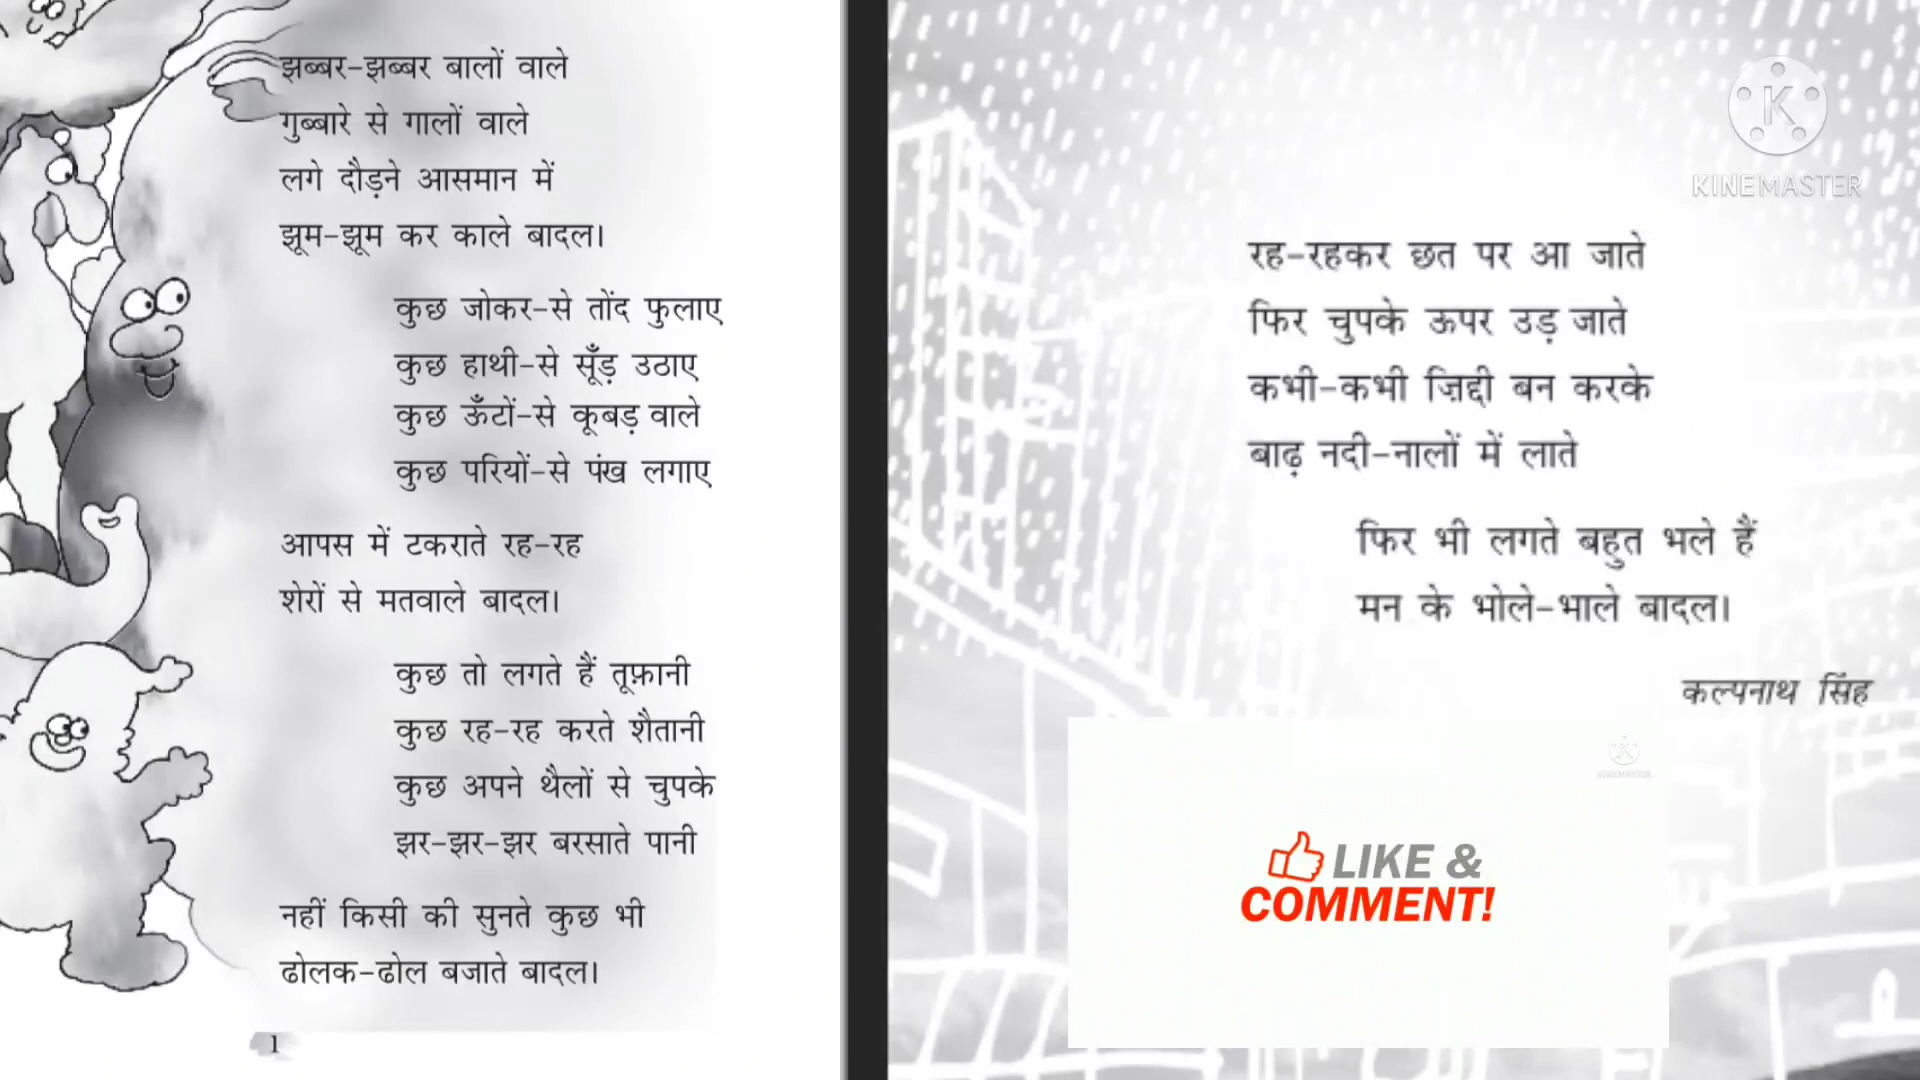 झब्बर-झब्बर बालों वाले
गुब्बारे से गालों वाले
लगे दौड़ने आसमान में
झूम-झूम कर काले बादल।
कुछ जोकर-से तोंद फुलाए
कुछ हाथी-से सूँड़ उठाए
कुछ ऊँटों-से कूबड़ वाले
कुछ परियों-से पंख लगाए
आपस में टकराते रह-रह
शेरों से मतवाले बादल।
कुछ तो लगते हैं तूफ़ानी
कुछ रह-रह करते शैतानी
कुछ अपने थैलों से चुपके
झर-झर-झर बरसाते पानी
नहीं किसी की सुनते कुछ भी
ढोलक-ढोल बजाते बादल।
1
K
KINEMASTER
रह-रहकर छत पर आ जाते
फिर चुपके ऊपर उड़ जाते
कभी-कभी ज़िद्दी बन करके
बाढ़ नदी-नालों में लाते
फिर भी लगते बहुत भले हैं
मन के भोले-भाले बादल।
कल्पनाथ सिंह
LIKE &
COMMENT!